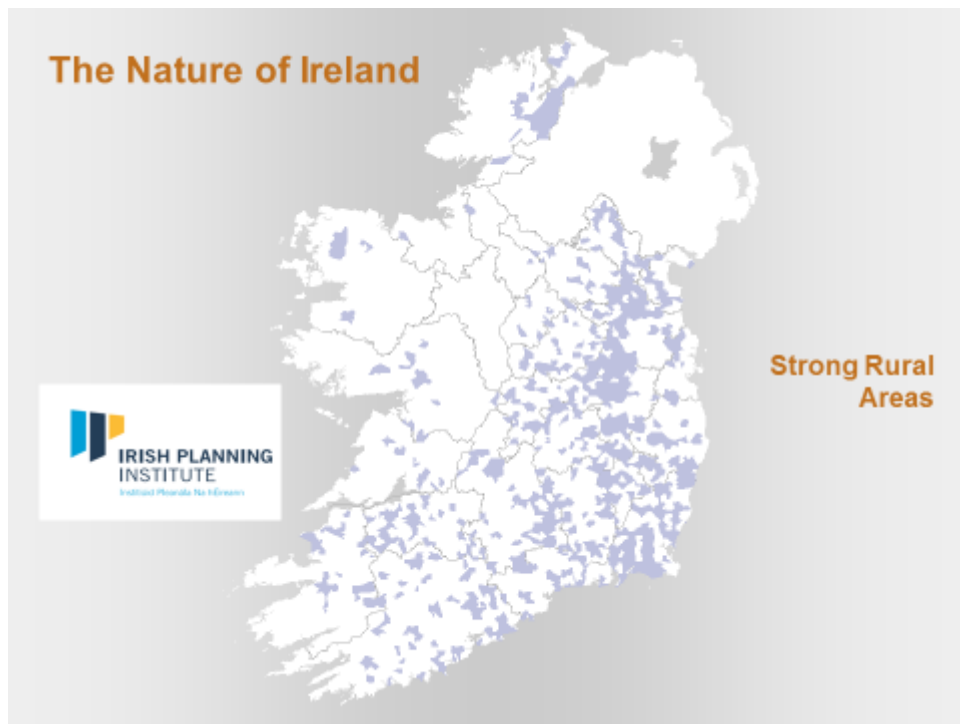 The Nature of Ireland
Strong Rural
Areas
IRISH PLANNING
INSTITUTE
Institiúid Pleanála Na hÉireann